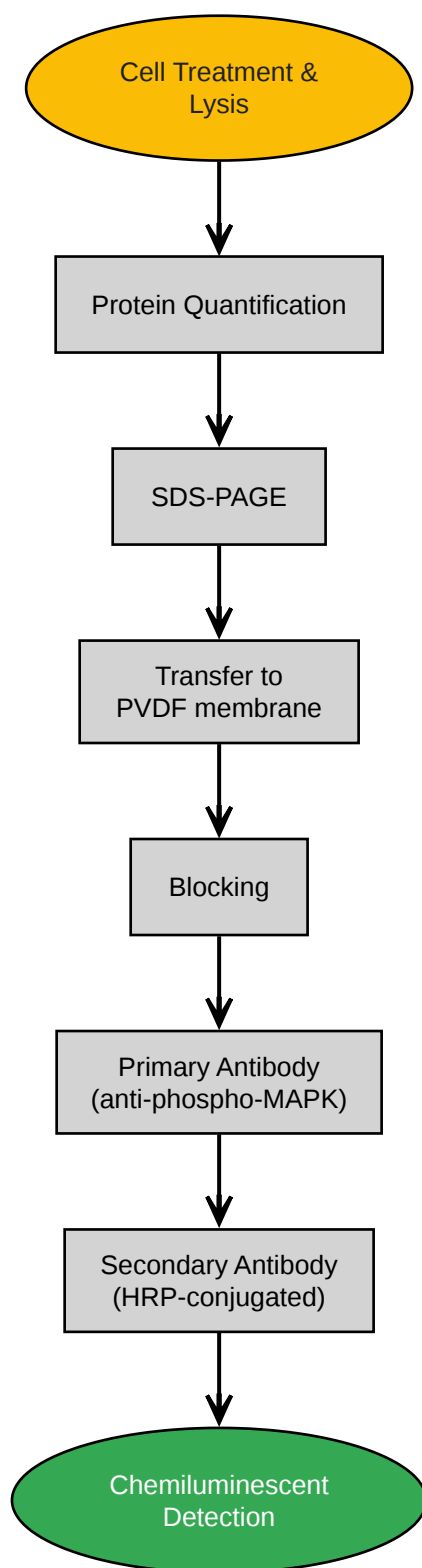 Cell Treatment &
Lysis
Protein Quantification
SDS-PAGE
Transfer to
PVDF membrane
Blocking
Primary Antibody
(anti-phospho-MAPK)
Secondary Antibody
(HRP-conjugated)
Chemiluminescent
Detection